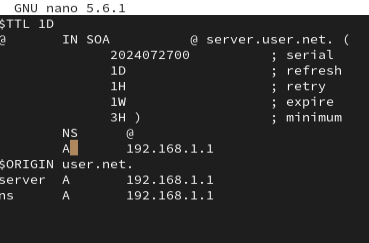 GNU nano 5.6.1
$TTL 1D
@ IN SOA @ server.user.net. (
2024072700 ; serial
1D ; refresh
1H ; retry
1W ; expire
3H ) ; minimum
NS @
A 192.168.1.1
$ORIGIN user.net.
server A 192.168.1.1
ns A 192.168.1.1